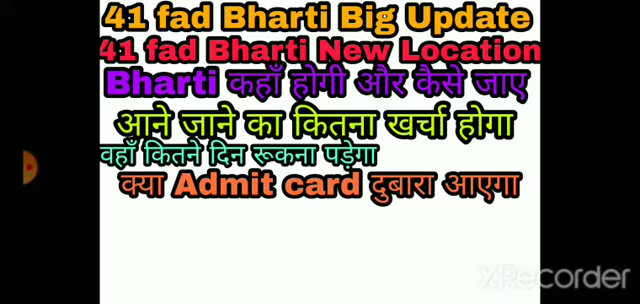 41 fad Bharti Big Update
41 fad Bharti New Location
Bharti कहाँ होगी और कैसे जाए
आने जाने का कितना खर्चा होगा
वहाँ कितने दिन रूकना पड़ेगा
क्या Admit card दुबारा आएगा
XRecorder